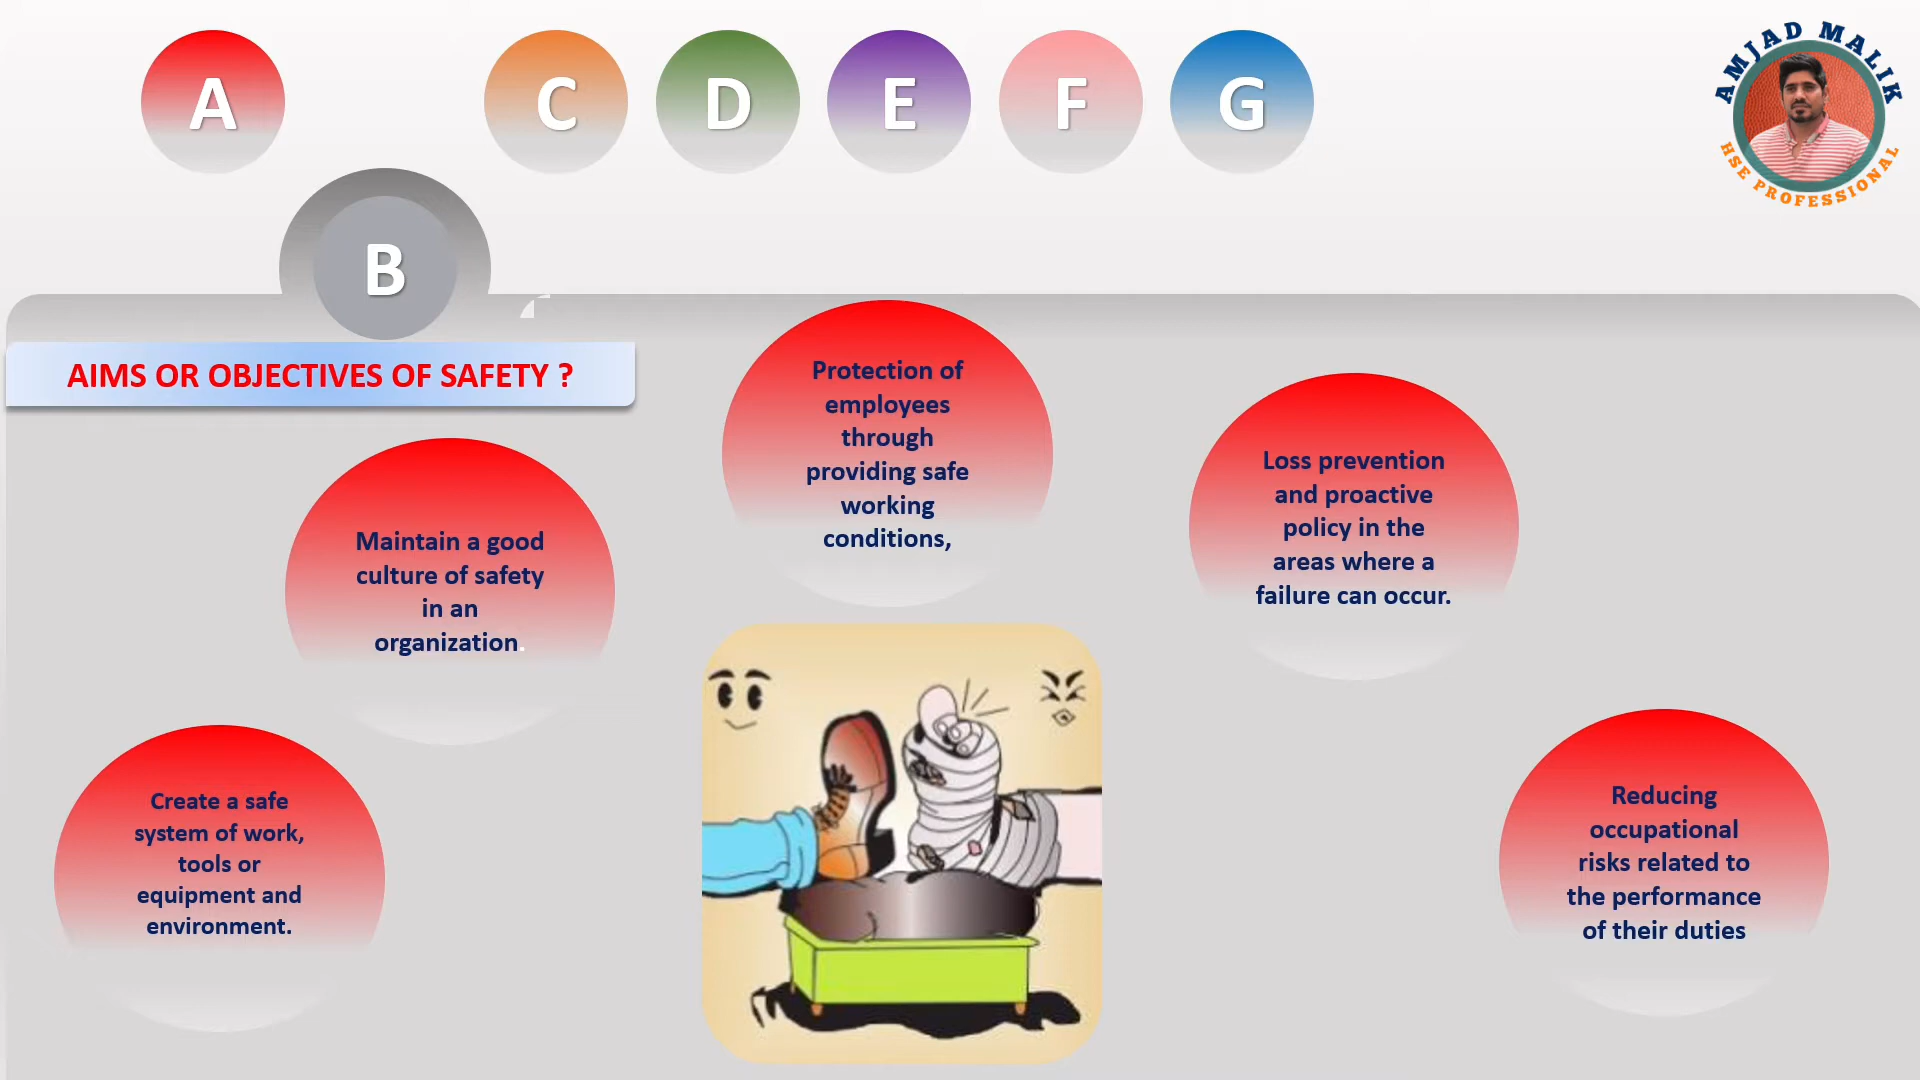 A
C
D
E
F
G
AMJAD MALIK
HSE PROFESSIONAL
B
AIMS OR OBJECTIVES OF SAFETY ?
Create a safe
system of work,
tools or
equipment and
environment.
Maintain a good
culture of safety
in an
organization.
Protection of
employees
through
providing safe
working
conditions,
Loss prevention
and proactive
policy in the
areas where a
failure can occur.
Reducing
occupational
risks related to
the performance
of their duties